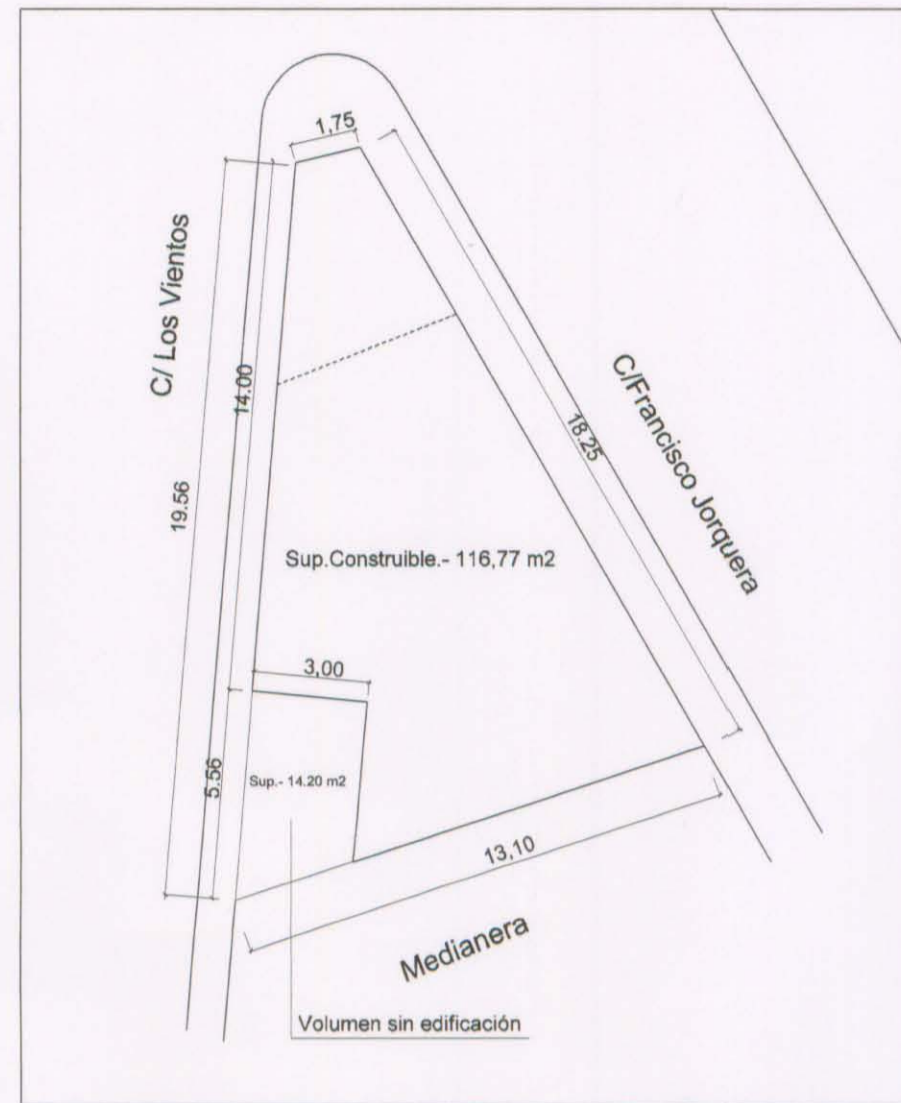 1,75
C/ Los Vientos
14.00
19.56
C/Francisco Jorquera
18.25
Sup.Construible.- 116,77 m2
3,00
5.56
Sup.- 14.20 m2
13,10
Medianera
Volumen sin edificación